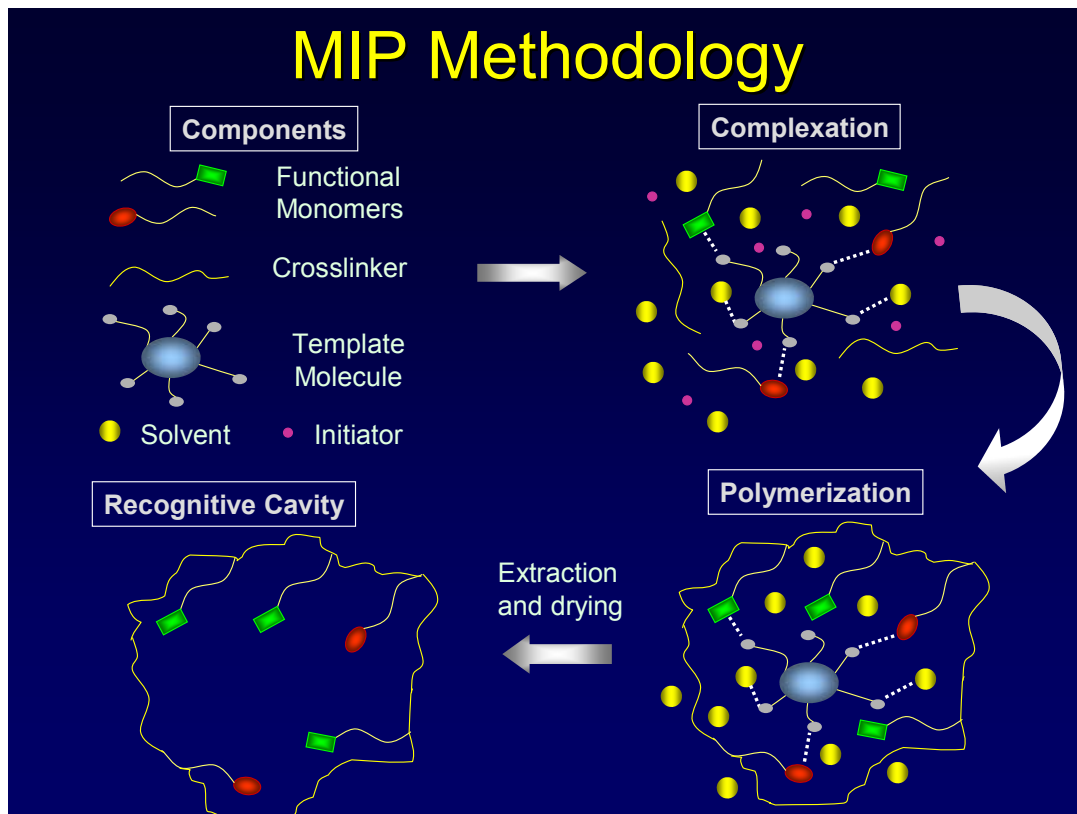 MIP Methodology
Components
Functional
Monomers
Crosslinker
Template
Molecule
Solvent
Initiator
Complexation
Polymerization
Extraction
and drying
Recognitive Cavity